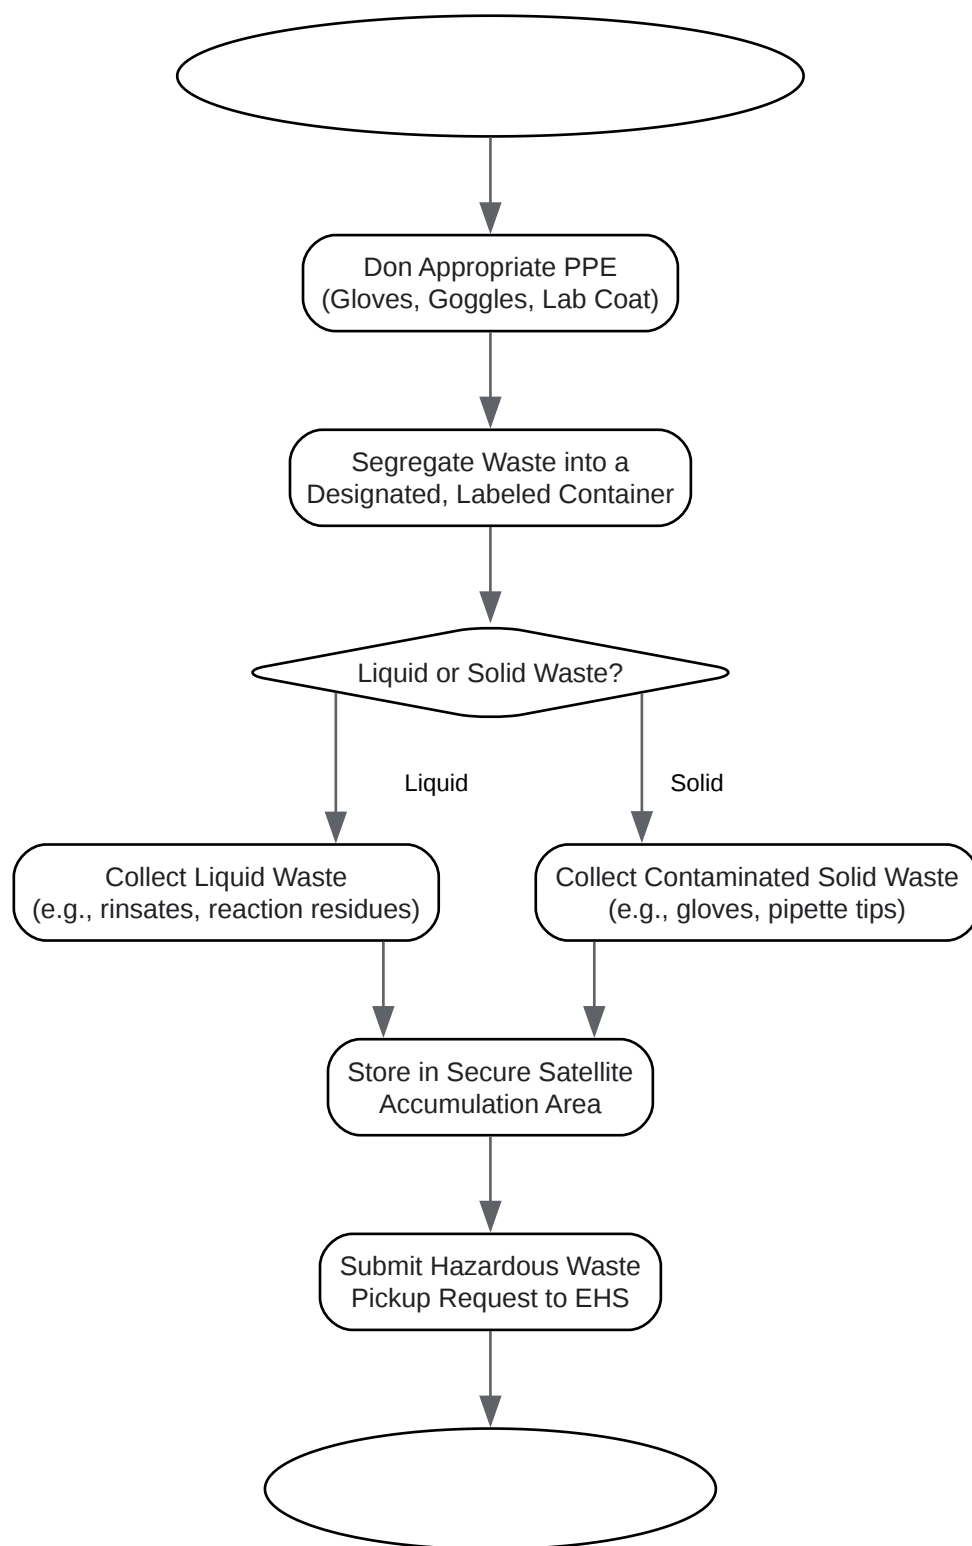 Don Appropriate PPE
(Gloves, Goggles, Lab Coat)
Segregate Waste into a
Designated, Labeled Container
Liquid or Solid Waste?
Liquid
Solid
Collect Liquid Waste
(e.g., rinsates, reaction residues)
Collect Contaminated Solid Waste
(e.g., gloves, pipette tips)
Store in Secure Satellite
Accumulation Area
Submit Hazardous Waste
Pickup Request to EHS